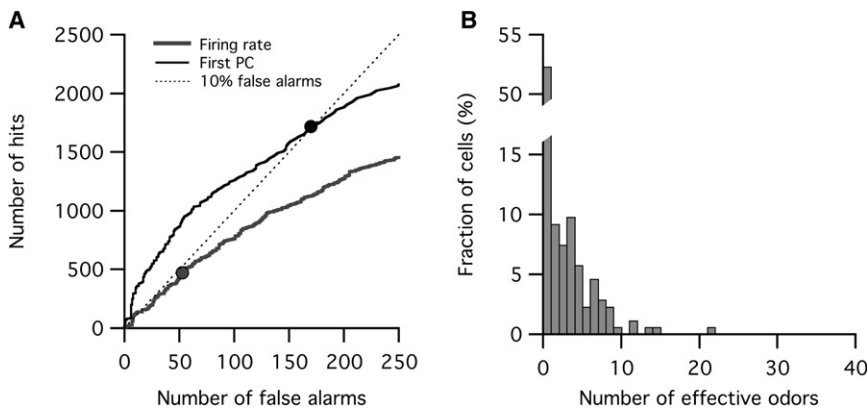 A
2500
2000
1500
1000
500
0
Number of hits
Firing rate
First PC
10% false alarms
0 50 100 150 200 250
Number of false alarms
B
55
50
15
10
5
0
Fraction of cells (%)
0 10 20 30 40
Number of effective odors